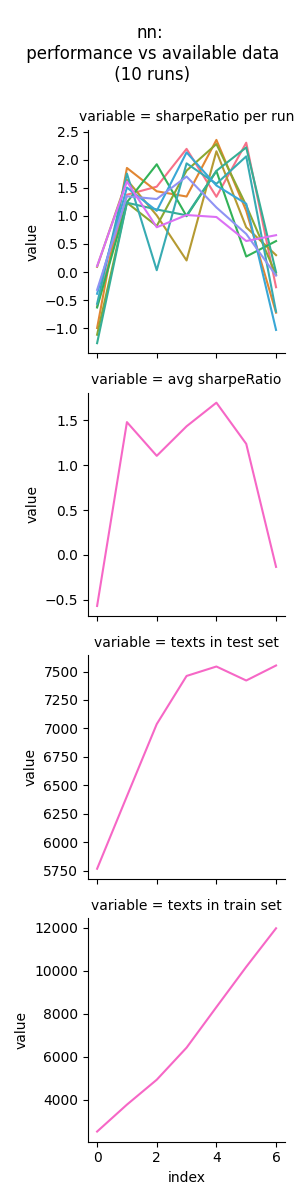 nn:
performance vs available data
(10 runs)
variable = sharpeRatio per run
2.5
2.0
1.5
1.0
0.5
0.0
−0.5
−1.0
value
variable = avg sharpeRatio
1.5
1.0
0.5
0.0
−0.5
value
variable = texts in test set
7500
7250
7000
6750
6500
6250
6000
5750
value
variable = texts in train set
12000
10000
8000
6000
4000
value
0 2 4 6
index